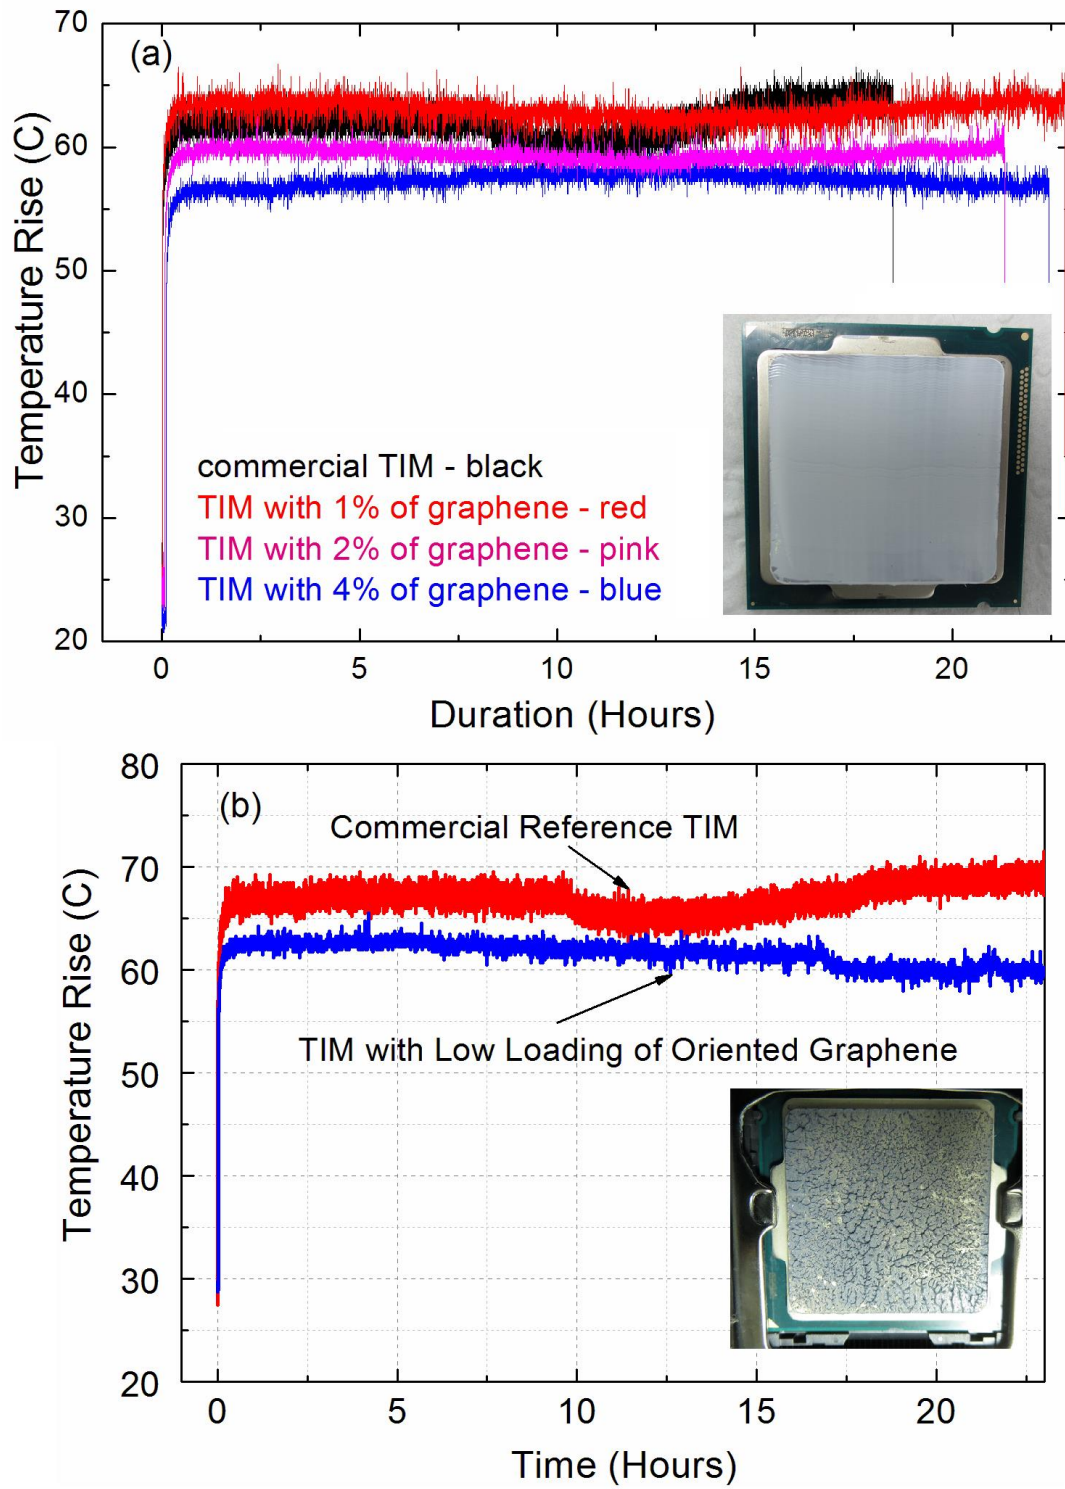 70
(a)
60
50
40
30
20
Temperature Rise (C)
commercial TIM - black
TIM with 1% of graphene - red
TIM with 2% of graphene - pink
TIM with 4% of graphene - blue
0
5
10
15
20
Duration (Hours)
80
(b)
Commercial Reference TIM
70
60
TIM with Low Loading of Oriented Graphene
50
40
30
20
Temperature Rise (C)
0
5
10
15
20
Time (Hours)